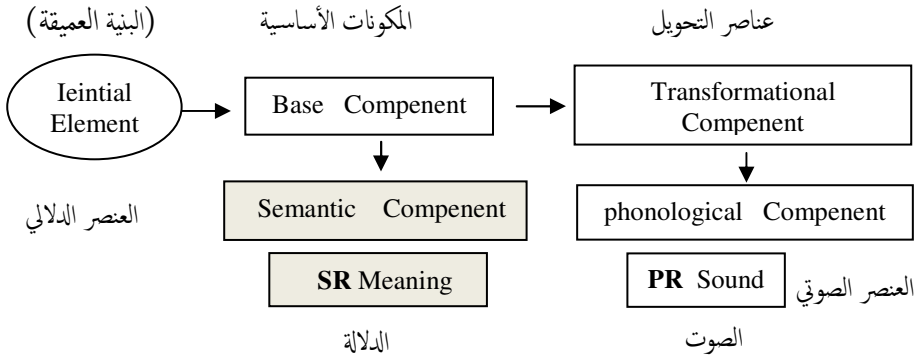 (البنية العميقة)
المكونات الأساسية
عناصر التحويل
Ieintial
Element
Base Compenent
Transformational
Compenent
Semantic Compenent
phonological Compenent
العنصر الدلالي
SR Meaning
PR Sound
العنصر الصوتي
الدلالة
الصوت